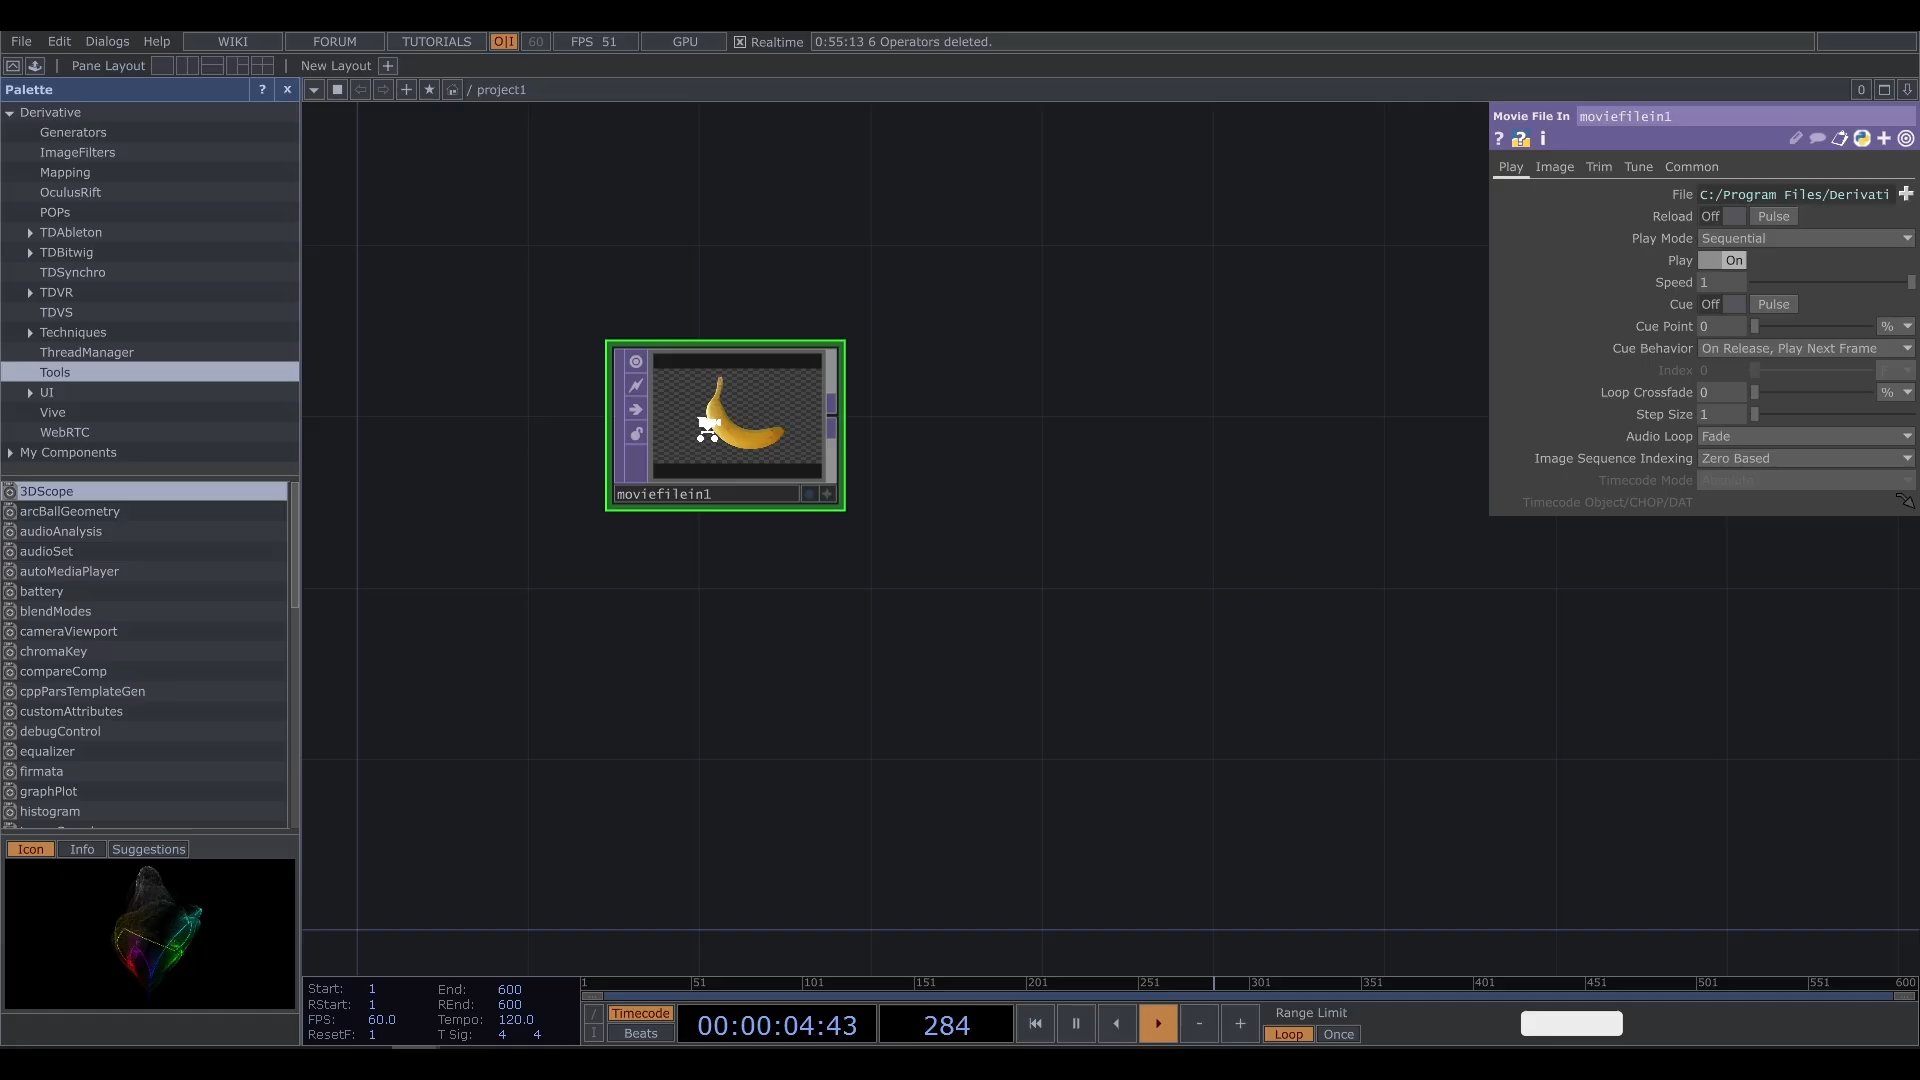 File Edit Dialogs Help WIKI FORUM TUTORIALS O|I 60 FPS 51 GPU Realtime 0:55:13 6 Operators deleted.
Pane Layout New Layout +
Palette ? x / project1 0
Derivative
Generators
ImageFilters
Mapping
OculusRift
POPs
TDAbleton
TDBitwig
TDSynchro
TDVR
TDVS
Techniques
ThreadManager
Tools
UI
Vive
WebRTC
My Components
3DScope
arcBallGeometry
audioAnalysis
audioSet
autoMediaPlayer
battery
blendModes
cameraViewport
chromaKey
compareComp
cppParsTemplateGen
customAttributes
debugControl
equalizer
firmata
graphPlot
histogram
Icon Info Suggestions
moviefilein1
Movie File In moviefilein1
? ? i
Play Image Trim Tune Common
File C:/Program Files/Derivati
Reload Off Pulse
Play Mode Sequential
Play On
Speed 1
Cue Off Pulse
Cue Point 0 %
Cue Behavior On Release, Play Next Frame
Index 0
Loop Crossfade 0 %
Step Size 1
Audio Loop Fade
Image Sequence Indexing Zero Based
Timecode Mode Absolute
Timecode Object/CHOP/DAT
1 51 101 151 201 251 301 351 401 451 501 551 600
Start: 1 End: 600
RStart: 1 REnd: 600
FPS: 60.0 Tempo: 120.0
ResetF: 1 T Sig: 4 4
/ Timecode
I Beats
00:00:04:43 284 - +
Range Limit
Loop Once